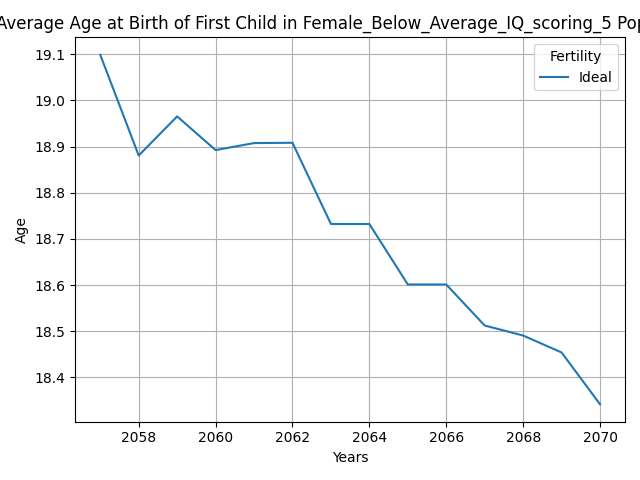 Average Age at Birth of First Child in Female_Below_Average_IQ_scoring_5 Pop
Fertility
Ideal
Age
19.1
19.0
18.9
18.8
18.7
18.6
18.5
18.4
2058 2060 2062 2064 2066 2068 2070
Years